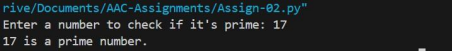 rive/Documents/AAC-Assignments/Assign-02.py"
Enter a number to check if it's prime: 17
17 is a prime number.